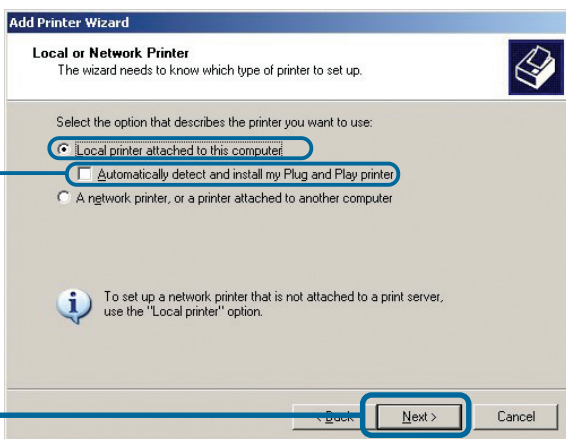 Add Printer Wizard
Local or Network Printer
The wizard needs to know which type of printer to set up.
Select the option that describes the printer you want to use:
Local printer attached to this computer
Automatically detect and install my Plug and Play printer
A network printer, or a printer attached to another computer
To set up a network printer that is not attached to a print server,
use the "Local printer" option.
< Back Next > Cancel